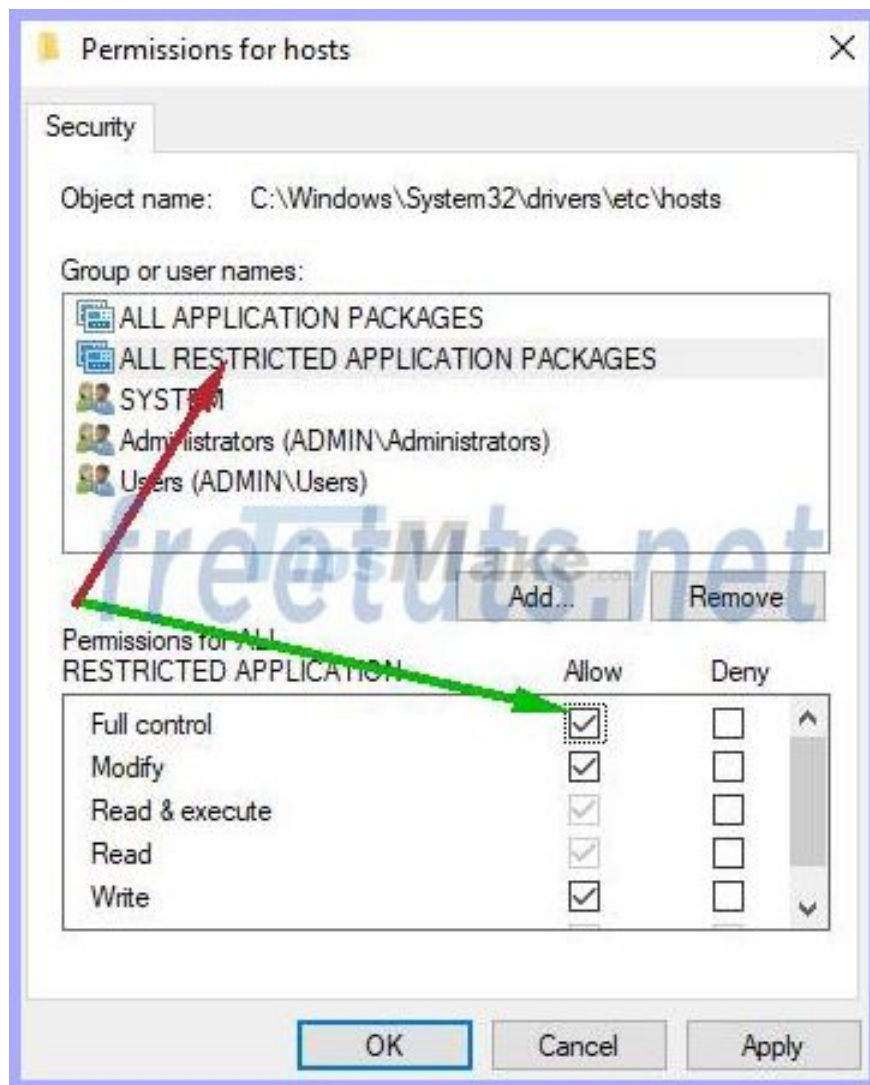 Permissions for hosts
Security
Object name: C:\Windows\System32\drivers\etc\hosts
Group or user names:
ALL APPLICATION PACKAGES
ALL RESTRICTED APPLICATION PACKAGES
SYSTEM
Administrators (ADMIN\Administrators)
Users (ADMIN\Users)
freetuts.net
TipsMake.com
Add... Remove
Permissions for ALL
RESTRICTED APPLICATION Allow Deny
Full control
Modify
Read & execute
Read
Write
OK Cancel Apply